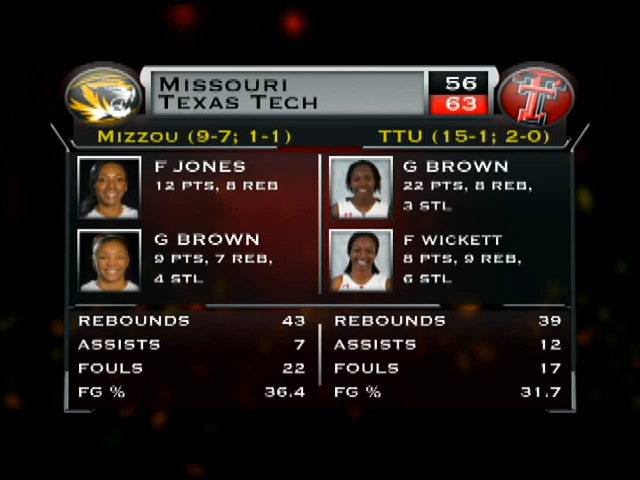 MISSOURI 56
TEXAS TECH 63
MIZZOU (9-7; 1-1) TTU (15-1; 2-0)
F JONES
12 PTS, 8 REB
G BROWN
9 PTS, 7 REB,
4 STL
G BROWN
22 PTS, 8 REB,
3 STL
F WICKETT
8 PTS, 9 REB,
6 STL
REBOUNDS 43
ASSISTS 7
FOULS 22
FG % 36.4
REBOUNDS 39
ASSISTS 12
FOULS 17
FG % 31.7